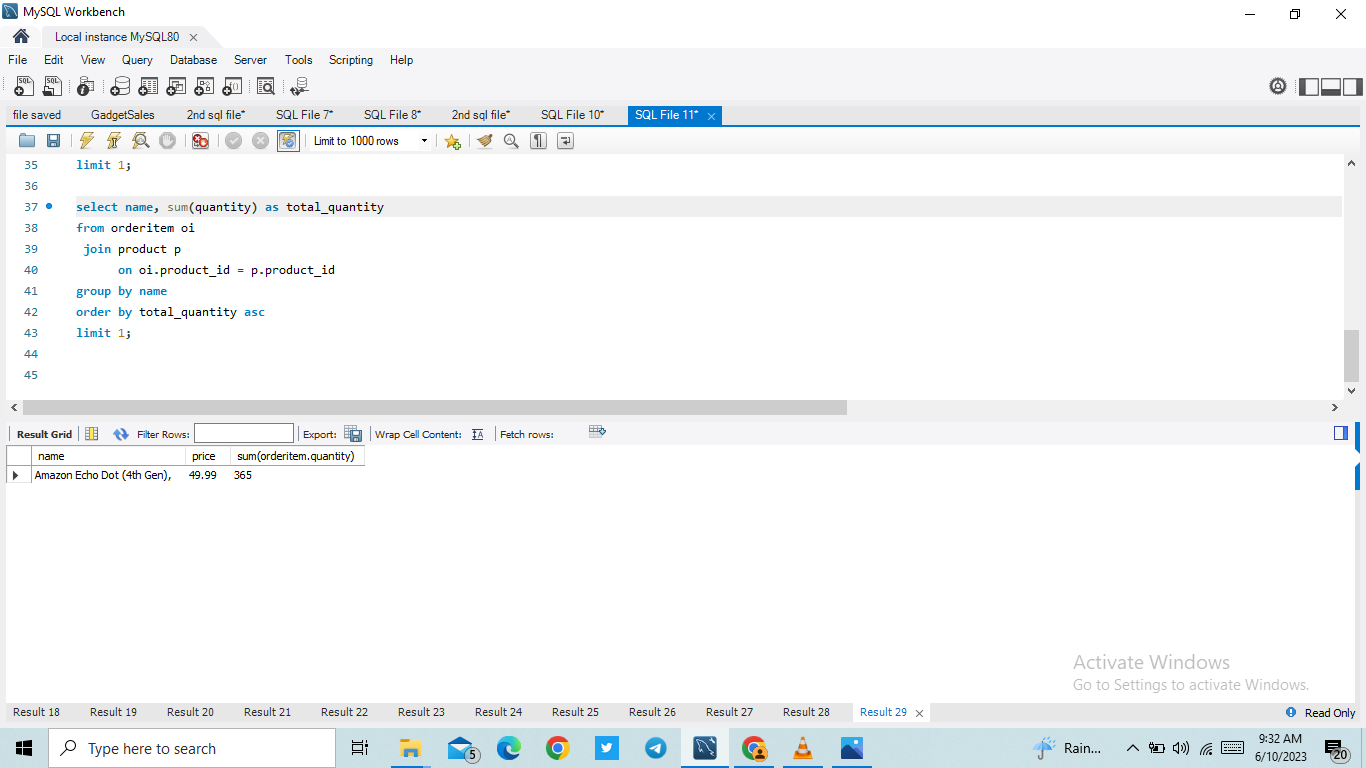 MySQL Workbench
Local instance MySQL80
File Edit View Query Database Server Tools Scripting Help
file saved GadgetSales 2nd sql file* SQL File 7* SQL File 8* 2nd sql file* SQL File 10* SQL File 11*
Limit to 1000 rows
35 limit 1;
36
37 select name, sum(quantity) as total_quantity
38 from orderitem oi
39 join product p
40 on oi.product_id = p.product_id
41 group by name
42 order by total_quantity asc
43 limit 1;
44
45
Result Grid Filter Rows: Export: Wrap Cell Content: Fetch rows:
name price sum(orderitem.quantity)
Amazon Echo Dot (4th Gen), 49.99 365
Activate Windows
Go to Settings to activate Windows.
Result 18 Result 19 Result 20 Result 21 Result 22 Result 23 Result 24 Result 25 Result 26 Result 27 Result 28 Result 29 Read Only
Type here to search 5 Rain... 9:32 AM
6/10/2023 20